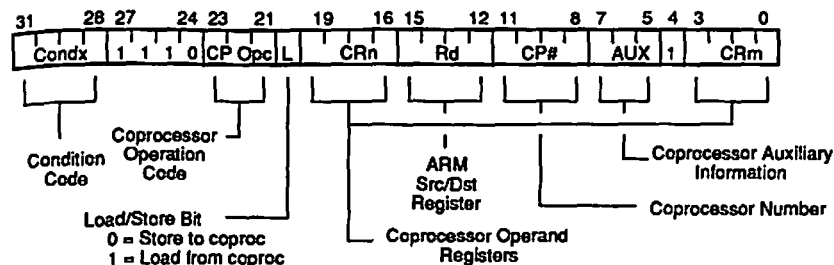 31 28 27 24 23 21 19 16 15 12 11 8 7 5 4 3 0
Condx 1 1 1 0 CP Opc L CRn Rd CP# AUX 1 CRm
Condition
Code
Coprocessor
Operation
Code
Load/Store Bit
0 = Store to coproc
1 = Load from coproc
ARM
Src/Dst
Register
Coprocessor Operand
Registers
Coprocessor Auxiliary
Information
Coprocessor Number